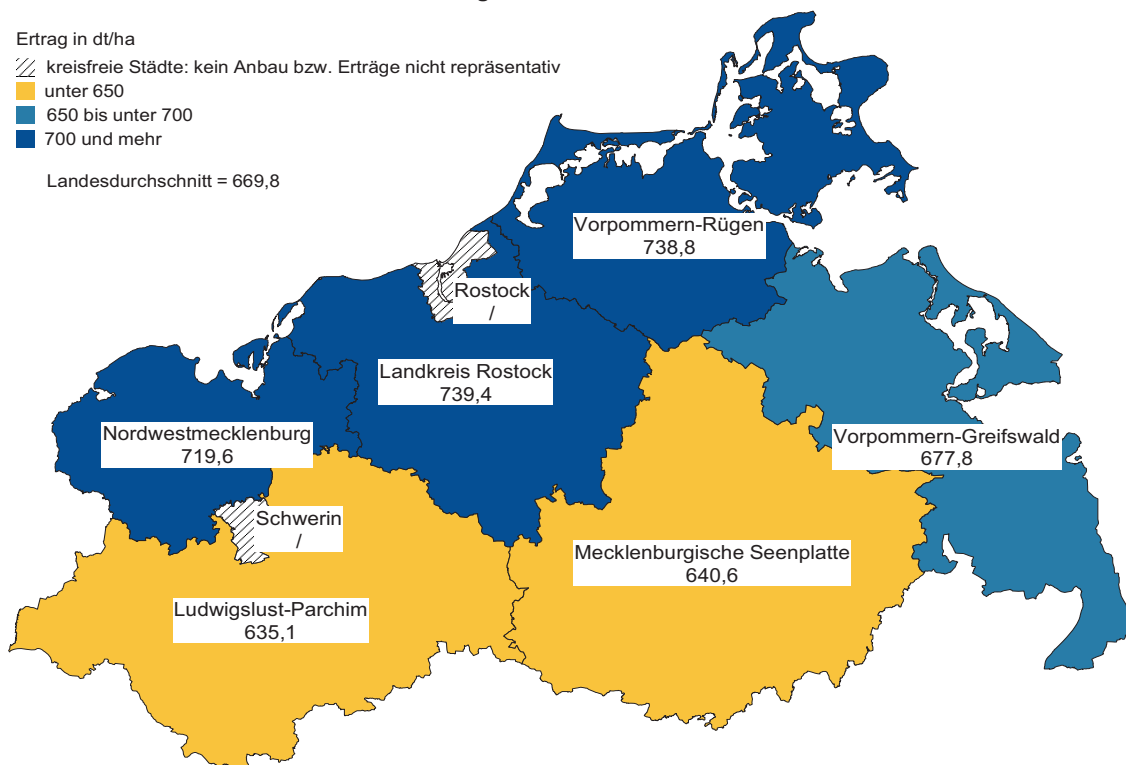 Ertrag in dt/ha
kreisfreie Städte: kein Anbau bzw. Erträge nicht repräsentativ
unter 650
650 bis unter 700
700 und mehr
Landesdurchschnitt = 669,8
Vorpommern-Rügen
738,8
Rostock
/
Landkreis Rostock
739,4
Nordwestmecklenburg
719,6
Vorpommern-Greifswald
677,8
Schwerin
/
Mecklenburgische Seenplatte
640,6
Ludwigslust-Parchim
635,1